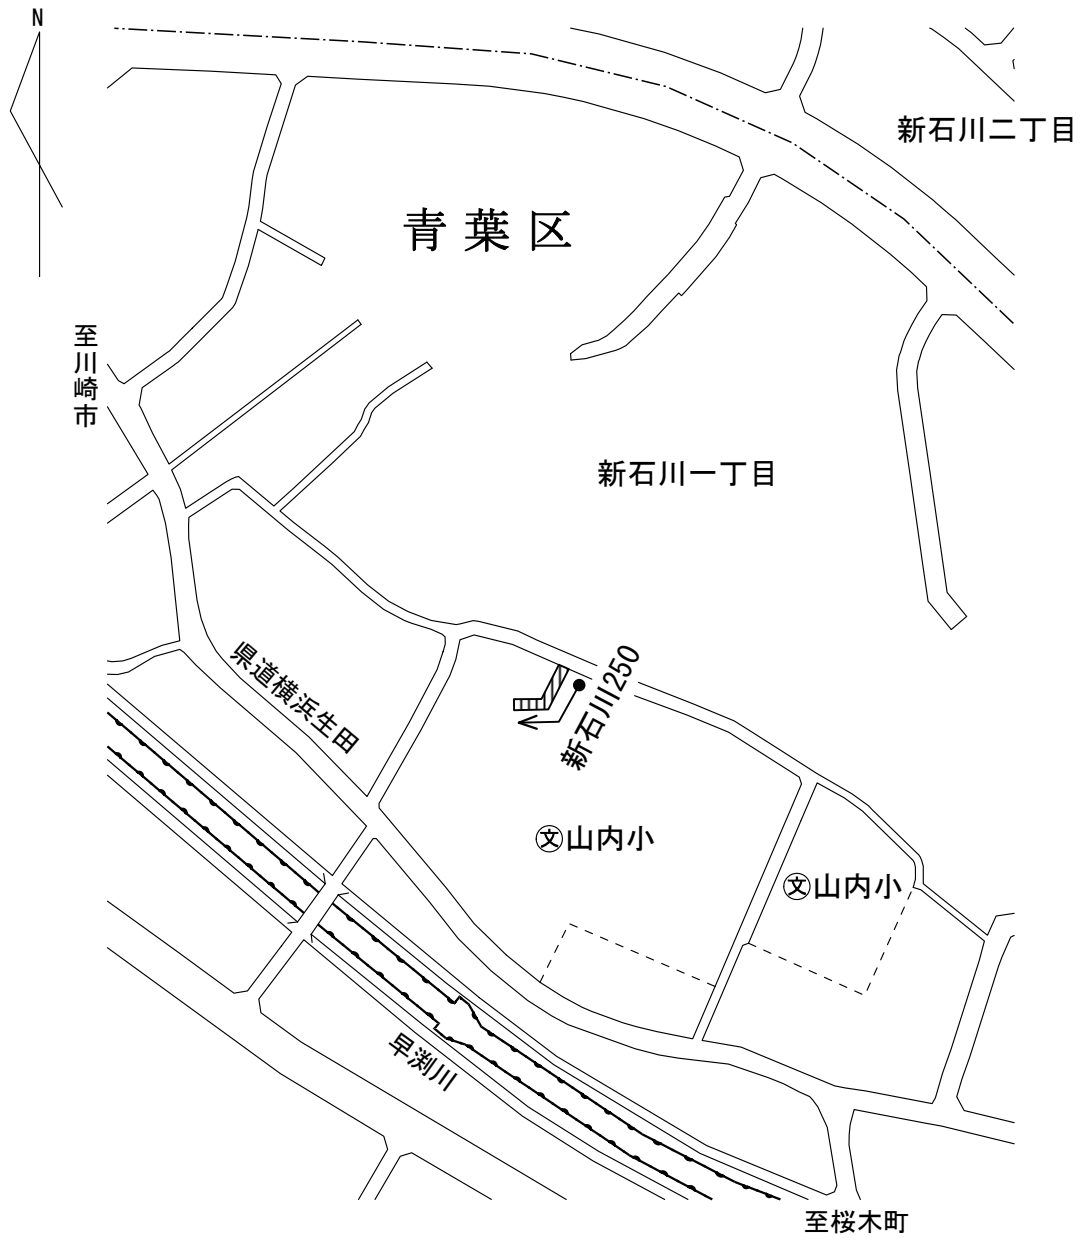 N
新石川二丁目
青葉区
至川崎市
新石川一丁目
県道横浜生田
新石川250
文山内小
文山内小
早渕川
至桜木町